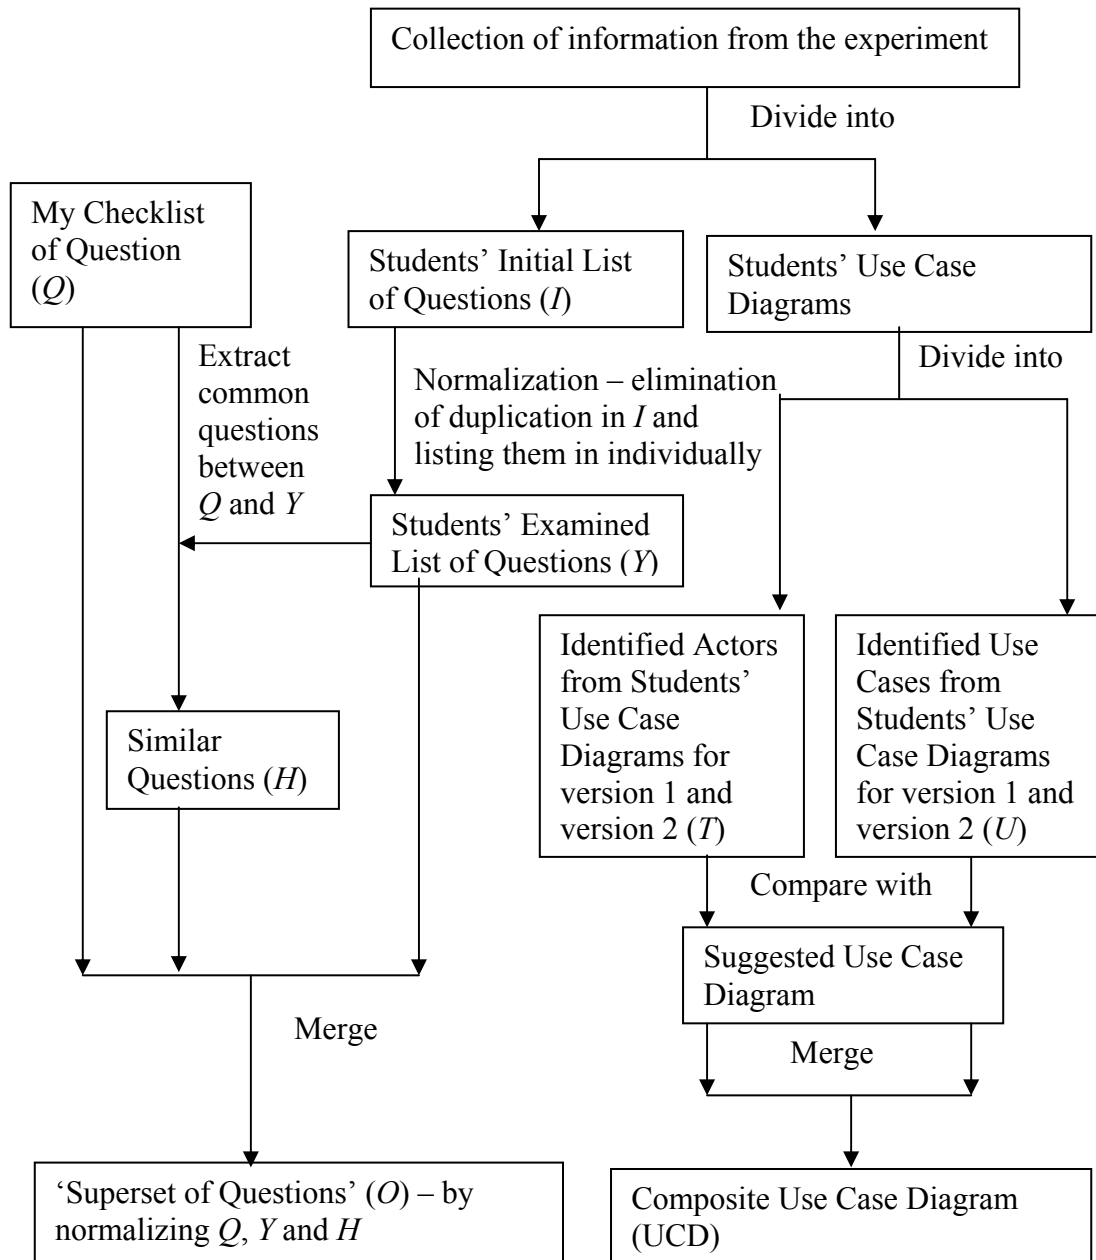 Collection of information from the experiment
Divide into
My Checklist
of Question
(Q)
Students’ Initial List
of Questions (I)
Students’ Use Case
Diagrams
Extract
common
questions
between
Q and Y
Normalization – elimination
of duplication in I and
listing them in individually
Divide into
Students’ Examined
List of Questions (Y)
Identified Actors
from Students’
Use Case
Diagrams for
version 1 and
version 2 (T)
Identified Use
Cases from
Students’ Use
Case Diagrams
for version 1 and
version 2 (U)
Similar
Questions (H)
Compare with
Suggested Use Case
Diagram
Merge
Merge
‘Superset of Questions’ (O) – by
normalizing Q, Y and H
Composite Use Case Diagram
(UCD)